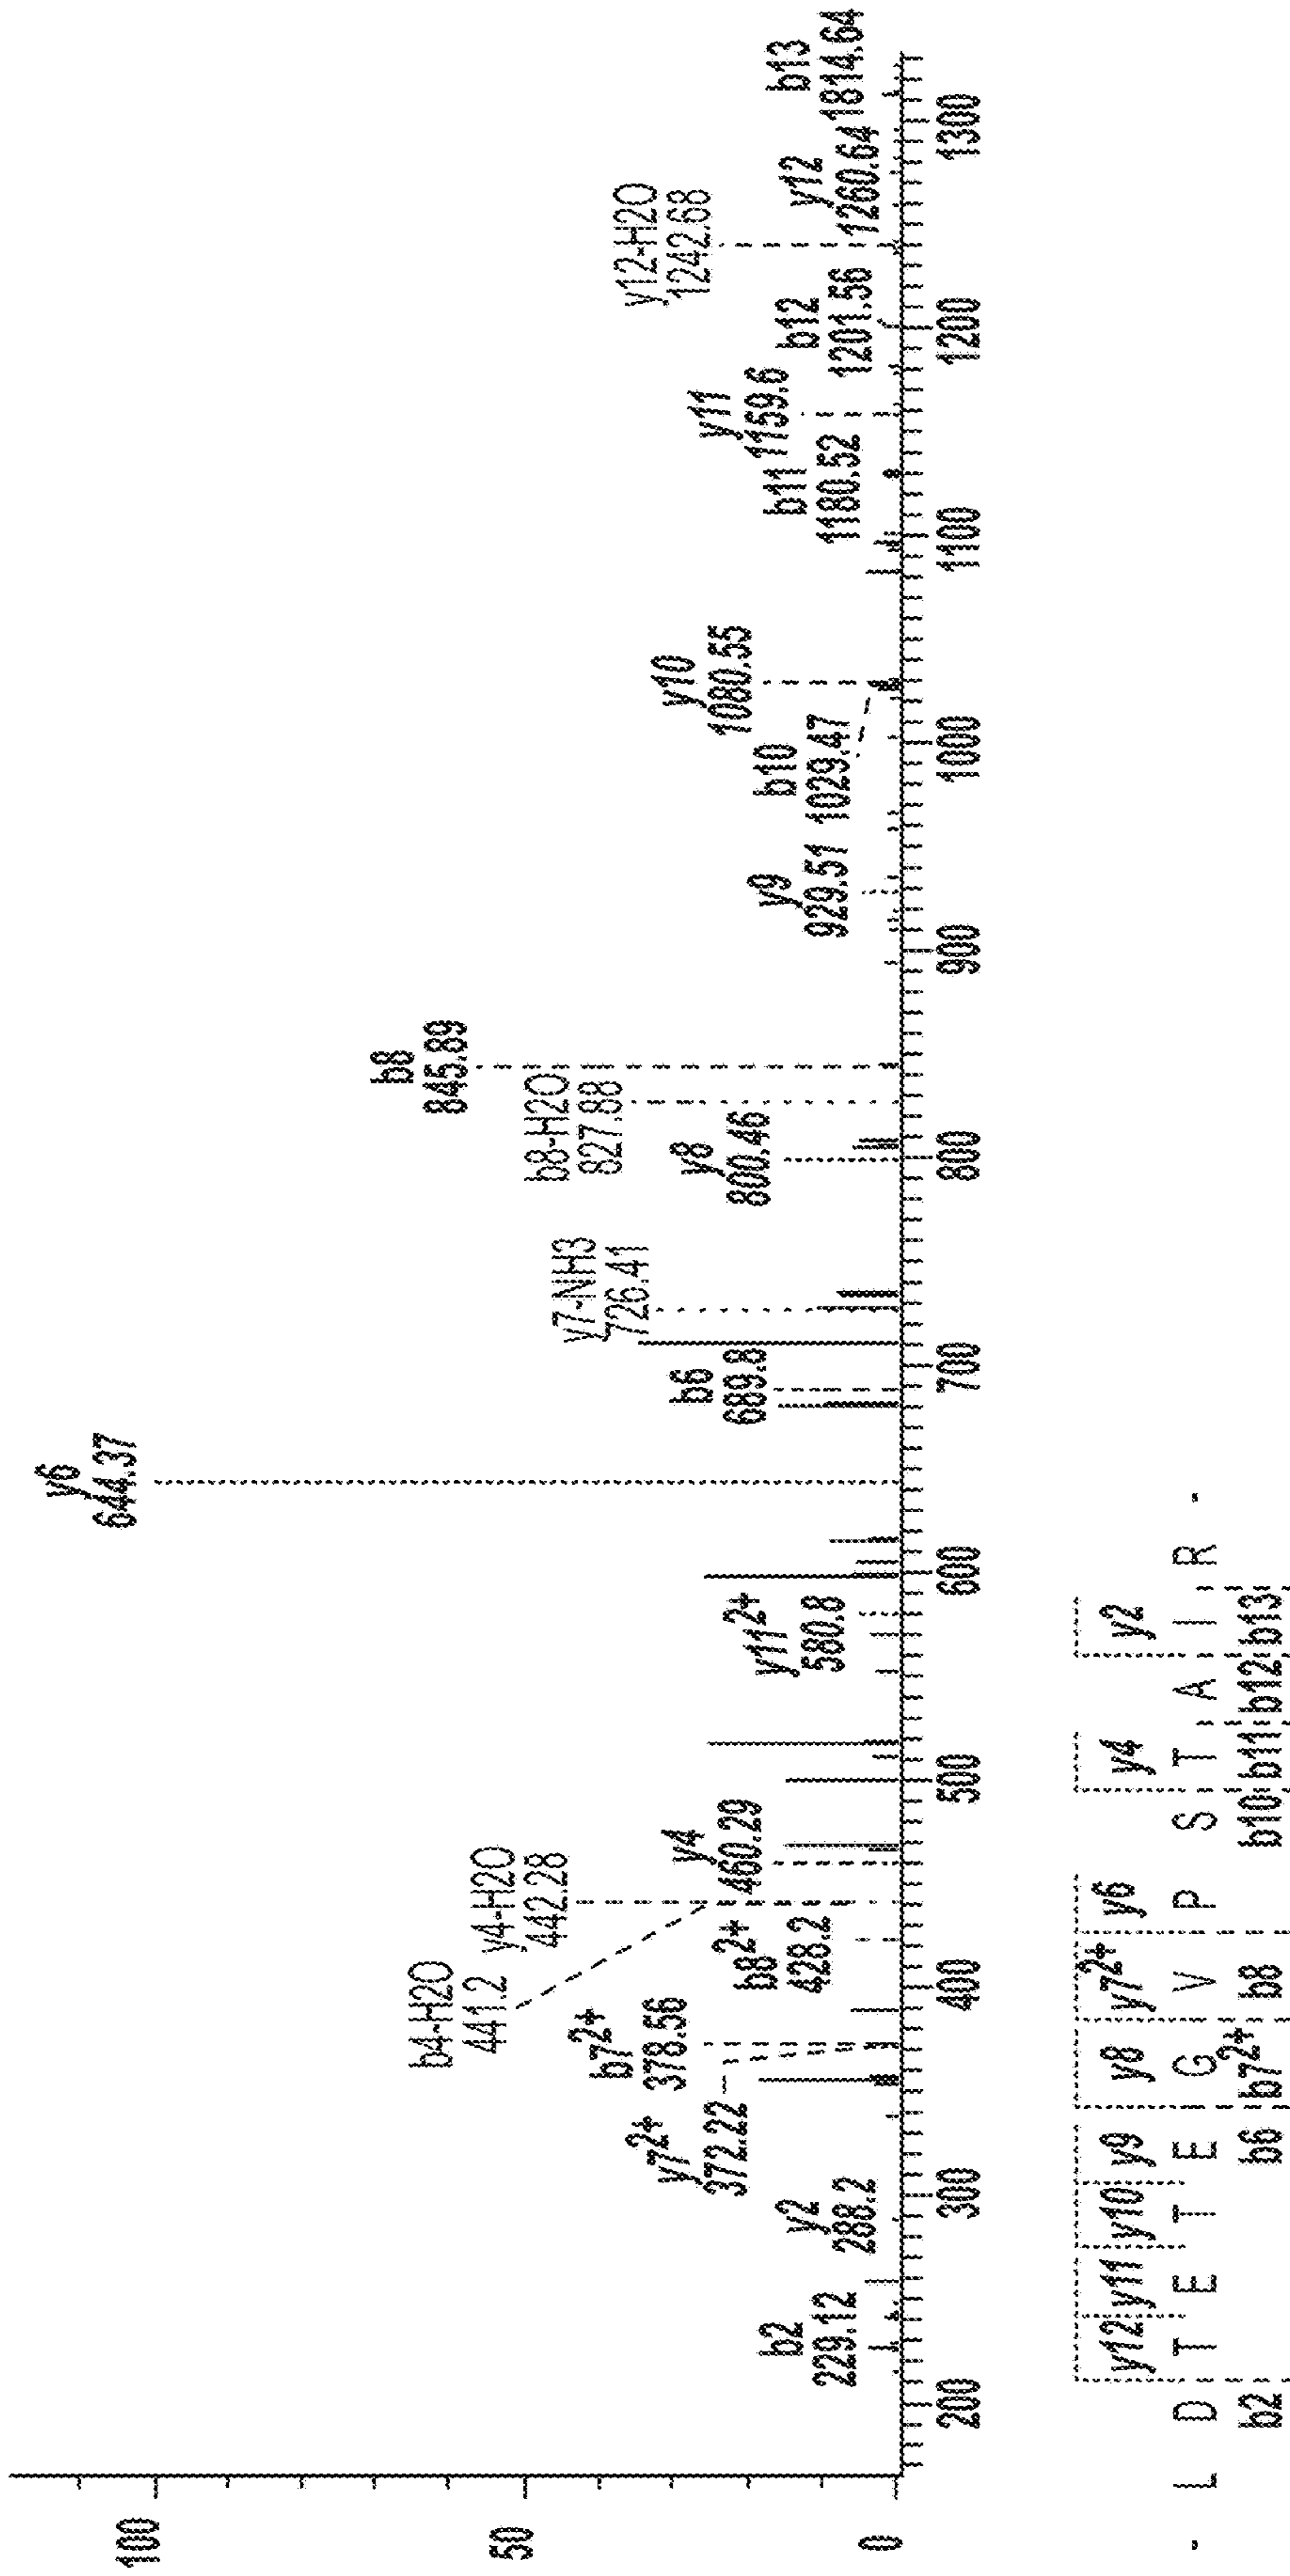 100
50
0
b2
229.12
y2
288.2
y7 2+
372.22
b7 2+
378.56
b4-H2O
441.2
b8 2+
428.2
y4-H2O
442.28
y4
460.29
y11 2+
580.8
y6
644.37
b6
689.8
y7-NH3
726.41
y8
800.46
b8-H2O
827.88
b8
845.89
y9
929.51
b10
1029.47
y10
1080.55
b11
1180.52
y11
1159.6
b12
1201.56
y12-H2O
1242.68
y12
1260.64
b13
1814.64
200 300 400 500 600 700 800 900 1000 1100 1200 1300
y12 y11 y10 y9 y8 y7 2+ y6 y4 y2
- L D T E T E G V P S T A I R -
b2 b6 b7 2+ b8 b10 b11 b12 b13